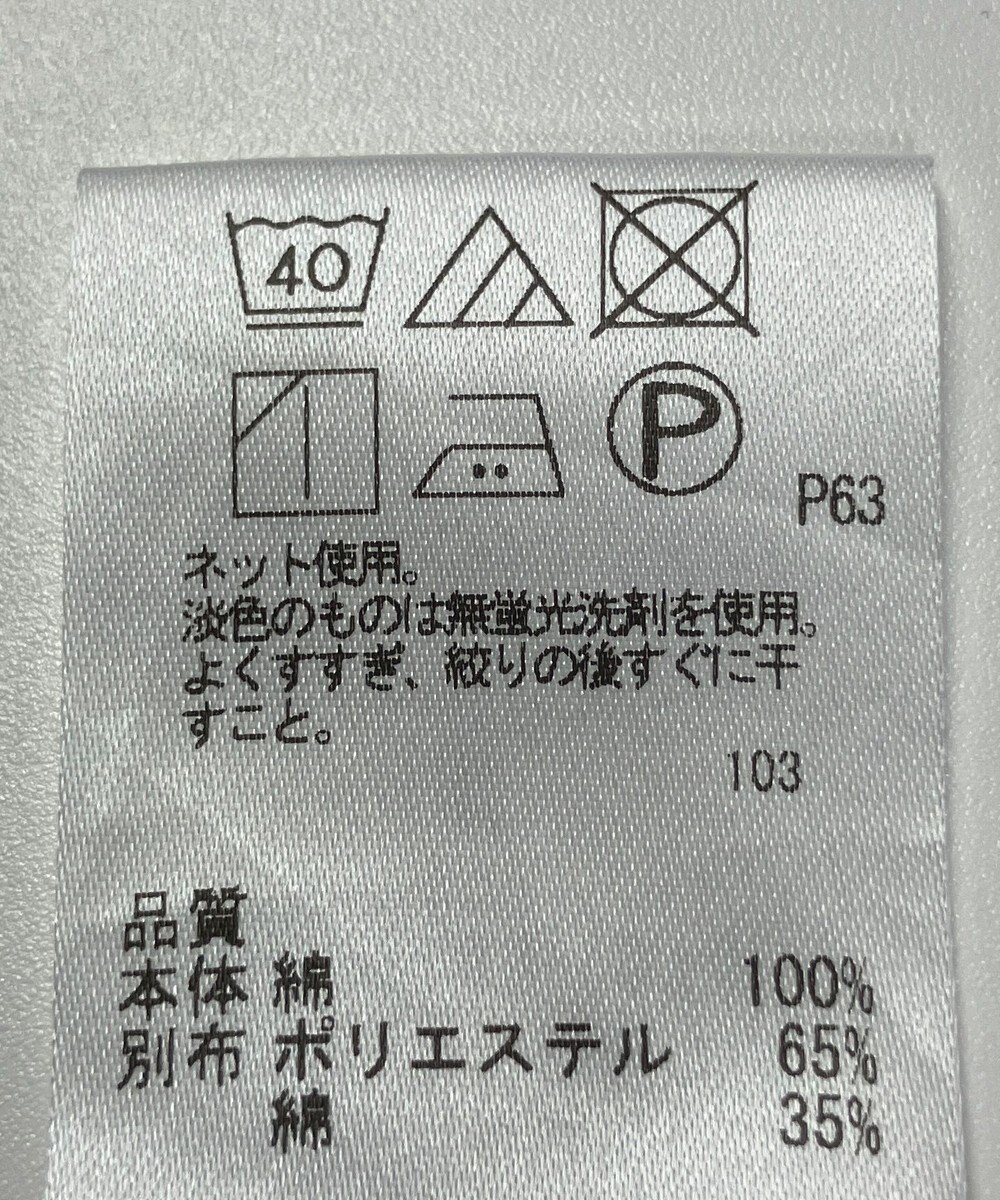 40
P
P63
ネット使用。
淡色のものは無蛍光洗剤を使用。
よくすすぎ、絞りの後すぐに干
すこと。
103
品質
本体 綿 100%
別布 ポリエステル 65%
綿 35%